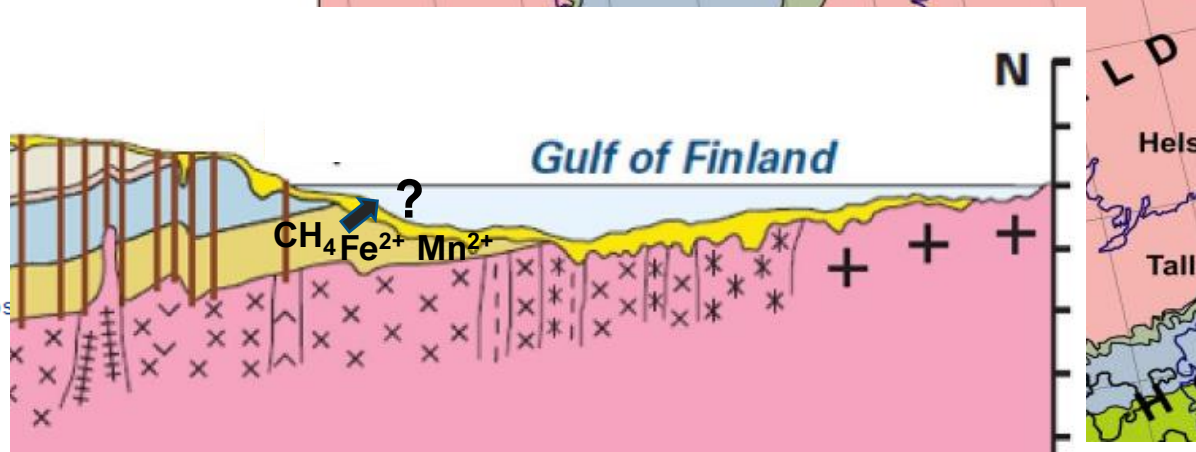 N
L D
Hels
Gulf of Finland
?
CH₄ Fe²⁺ Mn²⁺
Tall
H